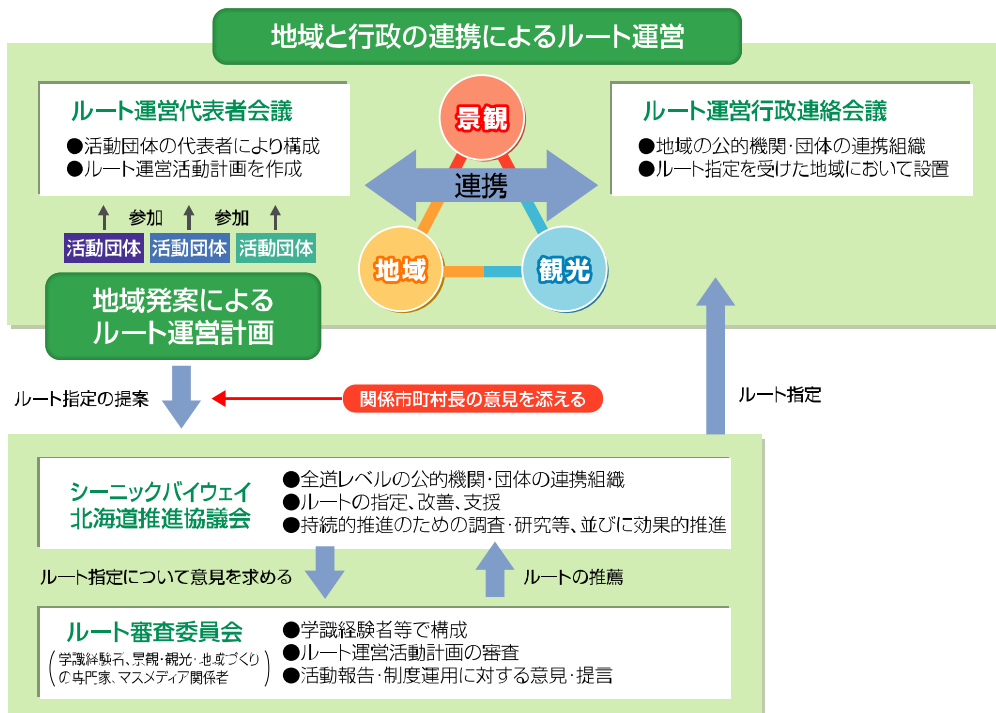 地域と行政の連携によるルート運営
ルート運営代表者会議
●活動団体の代表者により構成
●ルート運営活動計画を作成
景観
連携
地域
観光
ルート運営行政連絡会議
●地域の公的機関・団体の連携組織
●ルート指定を受けた地域において設置
参加
参加
活動団体
活動団体
活動団体
地域発案による
ルート運営計画
ルート指定の提案
関係市町村長の意見を添える
ルート指定
シーニックバイウェイ
北海道推進協議会
●全道レベルの公的機関・団体の連携組織
●ルートの指定、改善、支援
●持続的推進のための調査・研究等、並びに効果的推進
ルート指定について意見を求める
ルートの推薦
ルート審査委員会
(学識経験者、景観・観光・地域づくり
の専門家、マスメディア関係者)
●学識経験者等で構成
●ルート運営活動計画の審査
●活動報告・制度運用に対する意見・提言